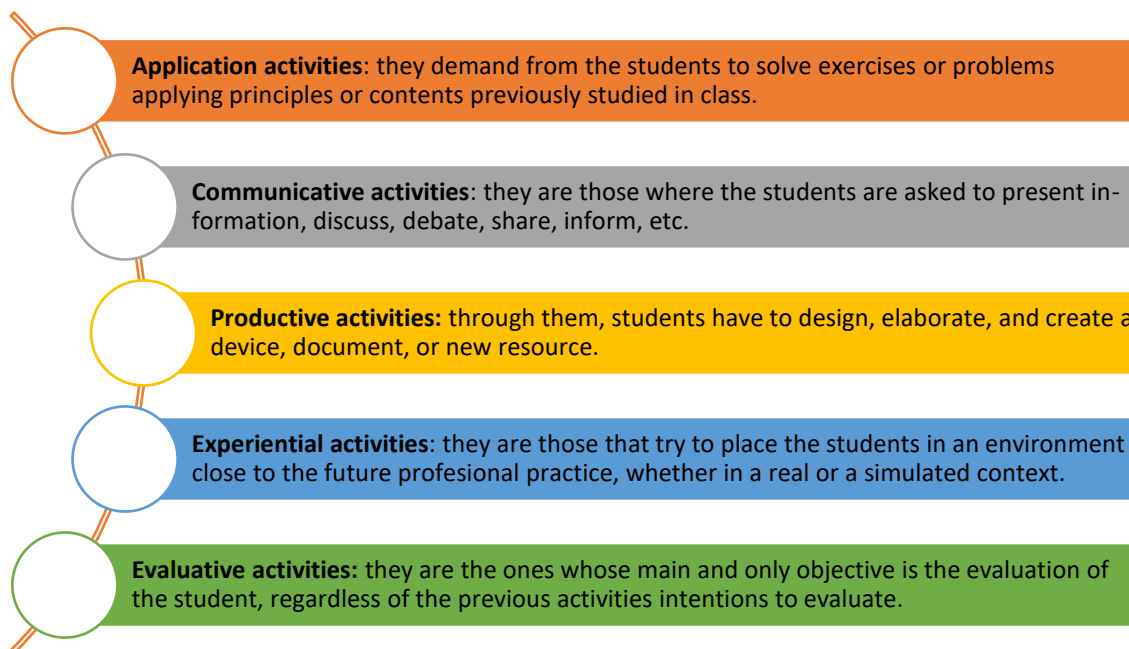 Application activities: they demand from the students to solve exercises or problems
applying principles or contents previously studied in class.
Communicative activities: they are those where the students are asked to present in-
formation, discuss, debate, share, inform, etc.
Productive activities: through them, students have to design, elaborate, and create a
device, document, or new resource.
Experiential activities: they are those that try to place the students in an environment
close to the future profesional practice, whether in a real or a simulated context.
Evaluative activities: they are the ones whose main and only objective is the evaluation of
the student, regardless of the previous activities intentions to evaluate.